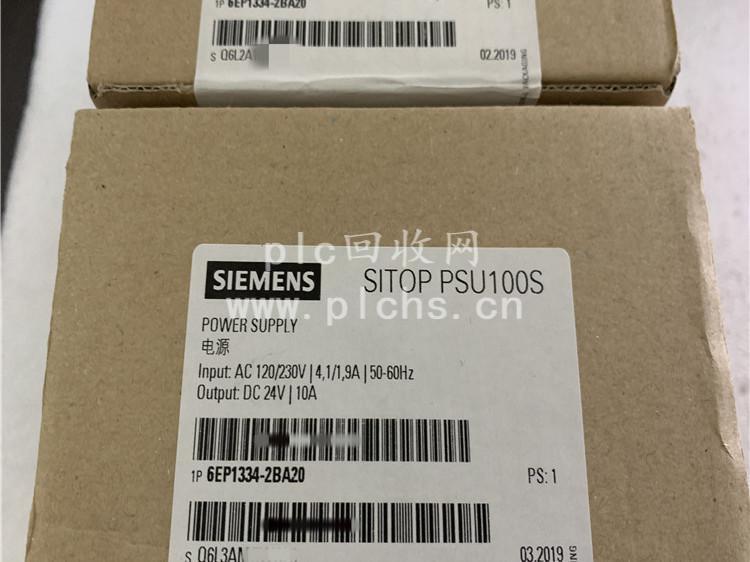 1P 6EP1334-2BA20 PS: 1
S Q6L2A 02.2019
PACKAGING
plc回收网
SIEMENS SITOP PSU100S
www.plchs.cn
POWER SUPPLY
电源
Input: AC 120/230V | 4,1/1,9A | 50-60Hz
Output: DC 24V | 10A
1P 6EP1334-2BA20 PS: 1
S Q6L3A 03.2019